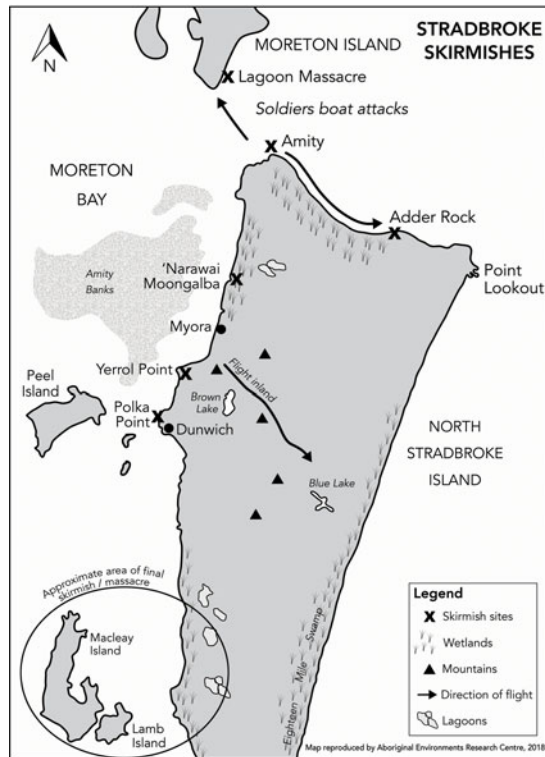 STRADBROKE
SKIRMISHES
MORETON ISLAND
N
Lagoon Massacre
Soldiers boat attacks
Amity
MORETON
BAY
Adder Rock
'Narawai
Moongalba
Point
Lookout
Amity
Banks
Myora
Yerrol Point
Flight inland
Peel
Island
Brown
Lake
Polka
Point
Dunwich
NORTH
STRADBROKE
ISLAND
Blue Lake
Approximate area of final
skirmish / massacre
Macleay
Island
Lamb
Island
Eighteen Mile Swamp
Legend
Skirmish sites
Wetlands
Mountains
Direction of flight
Lagoons
Map reproduced by Aboriginal Environments Research Centre, 2018